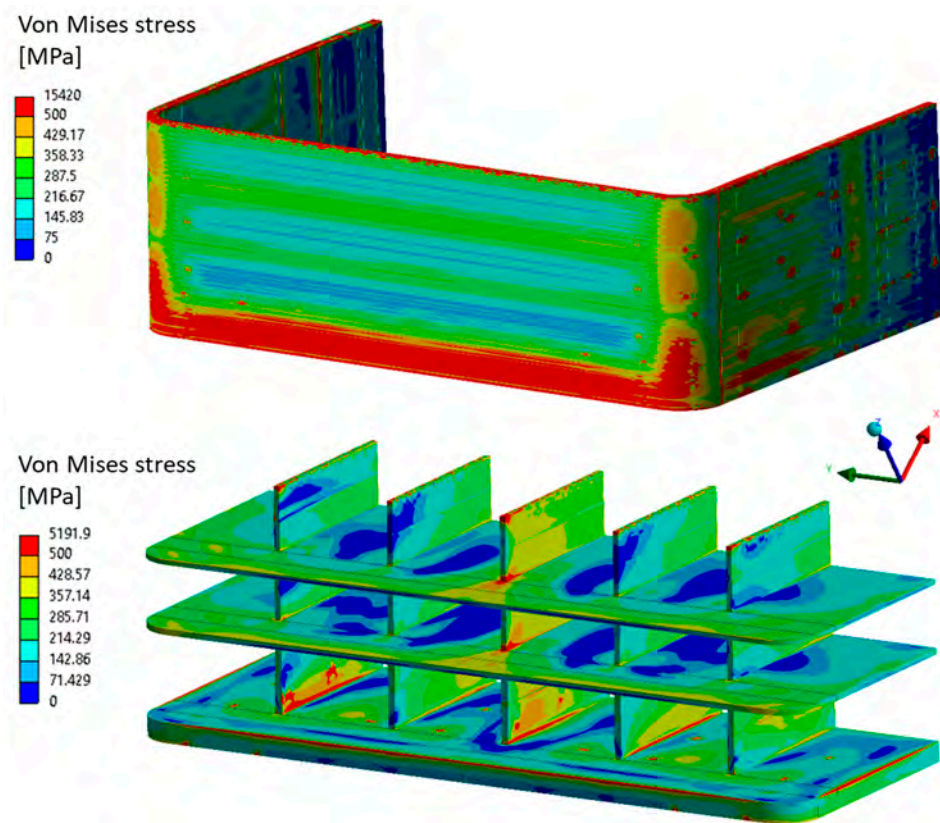 Von Mises stress
[MPa]
15420
500
429.17
358.33
287.5
216.67
145.83
75
0
Z
X
Y
Von Mises stress
[MPa]
5191.9
500
428.57
357.14
285.71
214.29
142.86
71.429
0